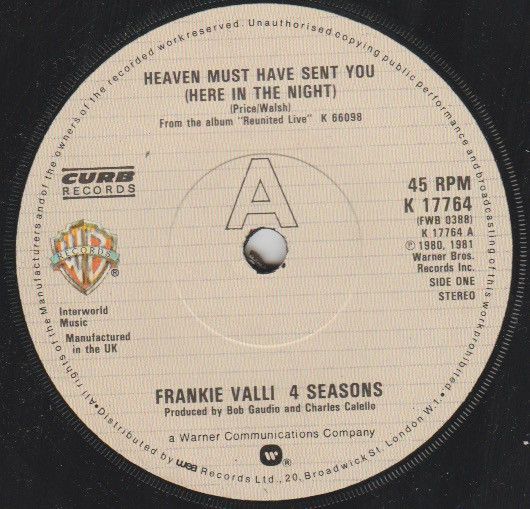 of the recorded work reserved. Unauthorised copying public performance and broadcasting of this work prohibited.
HEAVEN MUST HAVE SENT YOU
(HERE IN THE NIGHT)
(Price/Walsh)
From the album "Reunited Live" K 66098
A
CURB
RECORDS
45 RPM
K 17764
(FWB 0388)
K 17764 A
℗ 1980, 1981
Warner Bros.
Records Inc.
SIDE ONE
STEREO
WB
RECORDS
®
Interworld
Music
Manufactured
in the UK
FRANKIE VALLI 4 SEASONS
Produced by Bob Gaudio and Charles Calello
a Warner Communications Company
W ®
All rights of the Manufacturers and of the owners
• Distributed by wea Records Ltd., 20, Broadwick St. London W1. •